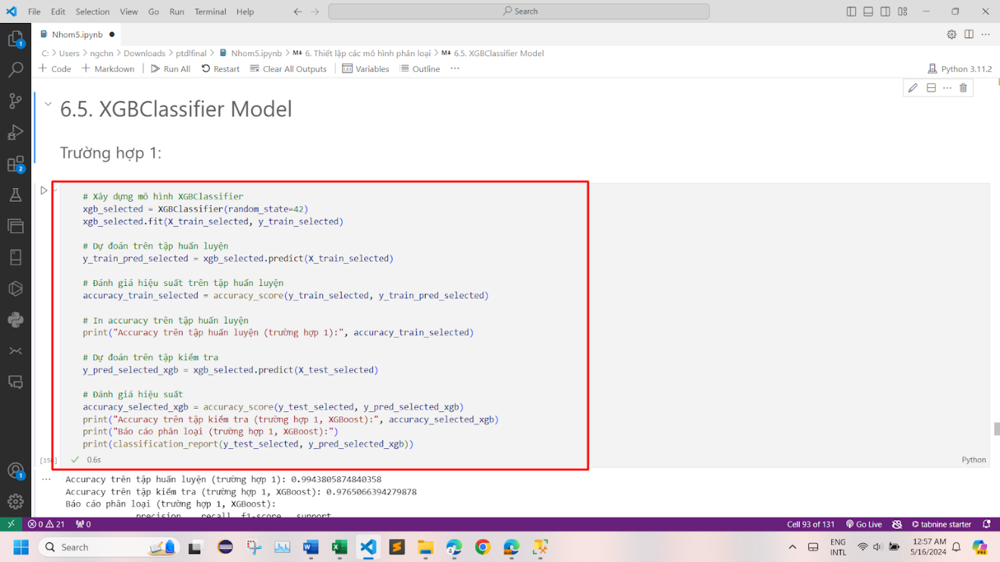 File Edit Selection View Go Run Terminal Help Search
Nhom5.ipynb
C: > Users > ngchn > Downloads > ptdlfinal > Nhom5.ipynb > M↓ 6. Thiết lập các mô hình phân loại > M↓ 6.5. XGBClassifier Model
+ Code + Markdown Run All Restart Clear All Outputs Variables Outline ... Python 3.11.2
6.5. XGBClassifier Model
Trường hợp 1:
# Xây dựng mô hình XGBClassifier
xgb_selected = XGBClassifier(random_state=42)
xgb_selected.fit(X_train_selected, y_train_selected)
# Dự đoán trên tập huấn luyện
y_train_pred_selected = xgb_selected.predict(X_train_selected)
# Đánh giá hiệu suất trên tập huấn luyện
accuracy_train_selected = accuracy_score(y_train_selected, y_train_pred_selected)
# In accuracy trên tập huấn luyện
print("Accuracy trên tập huấn luyện (trường hợp 1):", accuracy_train_selected)
# Dự đoán trên tập kiểm tra
y_pred_selected_xgb = xgb_selected.predict(X_test_selected)
# Đánh giá hiệu suất
accuracy_selected_xgb = accuracy_score(y_test_selected, y_pred_selected_xgb)
print("Accuracy trên tập kiểm tra (trường hợp 1, XGBoost):", accuracy_selected_xgb)
print("Báo cáo phân loại (trường hợp 1, XGBoost):")
print(classification_report(y_test_selected, y_pred_selected_xgb))
0.6s Python
Accuracy trên tập huấn luyện (trường hợp 1): 0.9943805874840358
Accuracy trên tập kiểm tra (trường hợp 1, XGBoost): 0.9765066394279878
Báo cáo phân loại (trường hợp 1, XGBoost):
precision recall f1-score support
0 21 0 Cell 93 of 131 Go Live tabnine starter
Search ENG 12:57 AM
INTL 5/16/2024